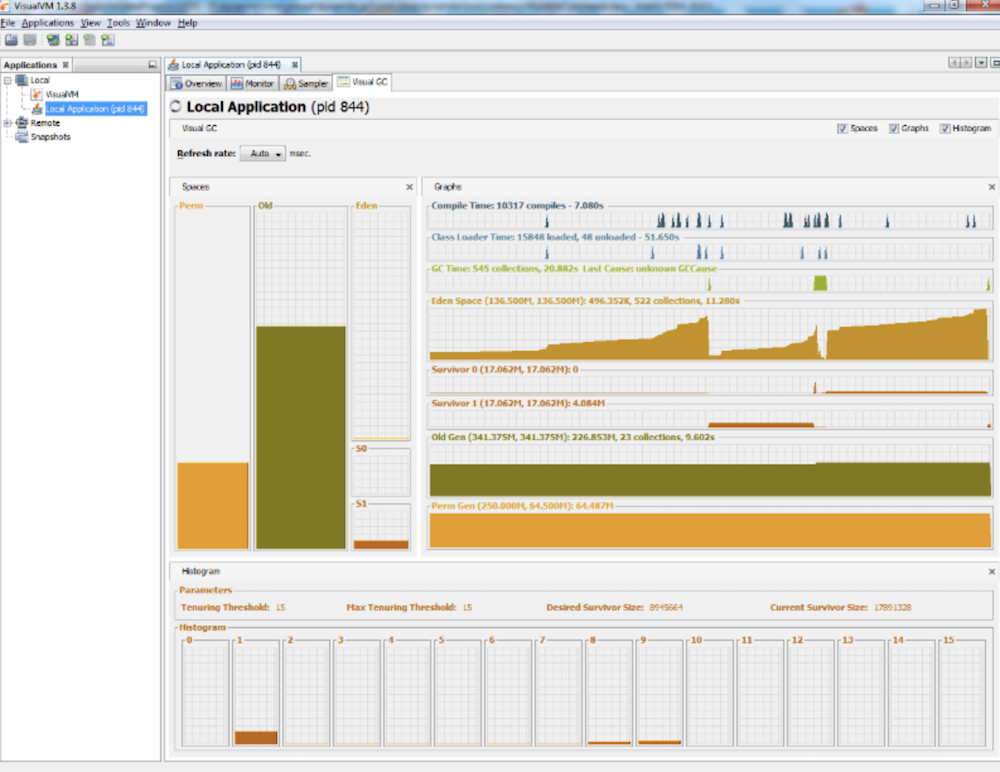 VisualVM 1.3.8
File Applications View Tools Window Help
Applications
Local
VisualVM
Local Application (pid 844)
Remote
Snapshots
Local Application (pid 844)
Overview Monitor Sampler Visual GC
Local Application (pid 844)
Visual GC
Spaces Graphs Histogram
Refresh rate: Auto msec.
Spaces
Perm Old Eden
S0
S1
Graphs
Compile Time: 10317 compiles - 7.080s
Class Loader Time: 15848 loaded, 48 unloaded - 51.650s
GC Time: 545 collections, 20.882s Last Cause: unknown GCCause
Eden Space (136.500M, 136.500M): 496.352K, 522 collections, 11.280s
Survivor 0 (17.062M, 17.062M): 0
Survivor 1 (17.062M, 17.062M): 4.084M
Old Gen (341.375M, 341.375M): 226.853M, 23 collections, 9.602s
Perm Gen (250.000M, 64.500M): 64.487M
Histogram
Parameters
Tenuring Threshold: 15 Max Tenuring Threshold: 15 Desired Survivor Size: 8945664 Current Survivor Size: 17891328
Histogram
0 1 2 3 4 5 6 7 8 9 10 11 12 13 14 15